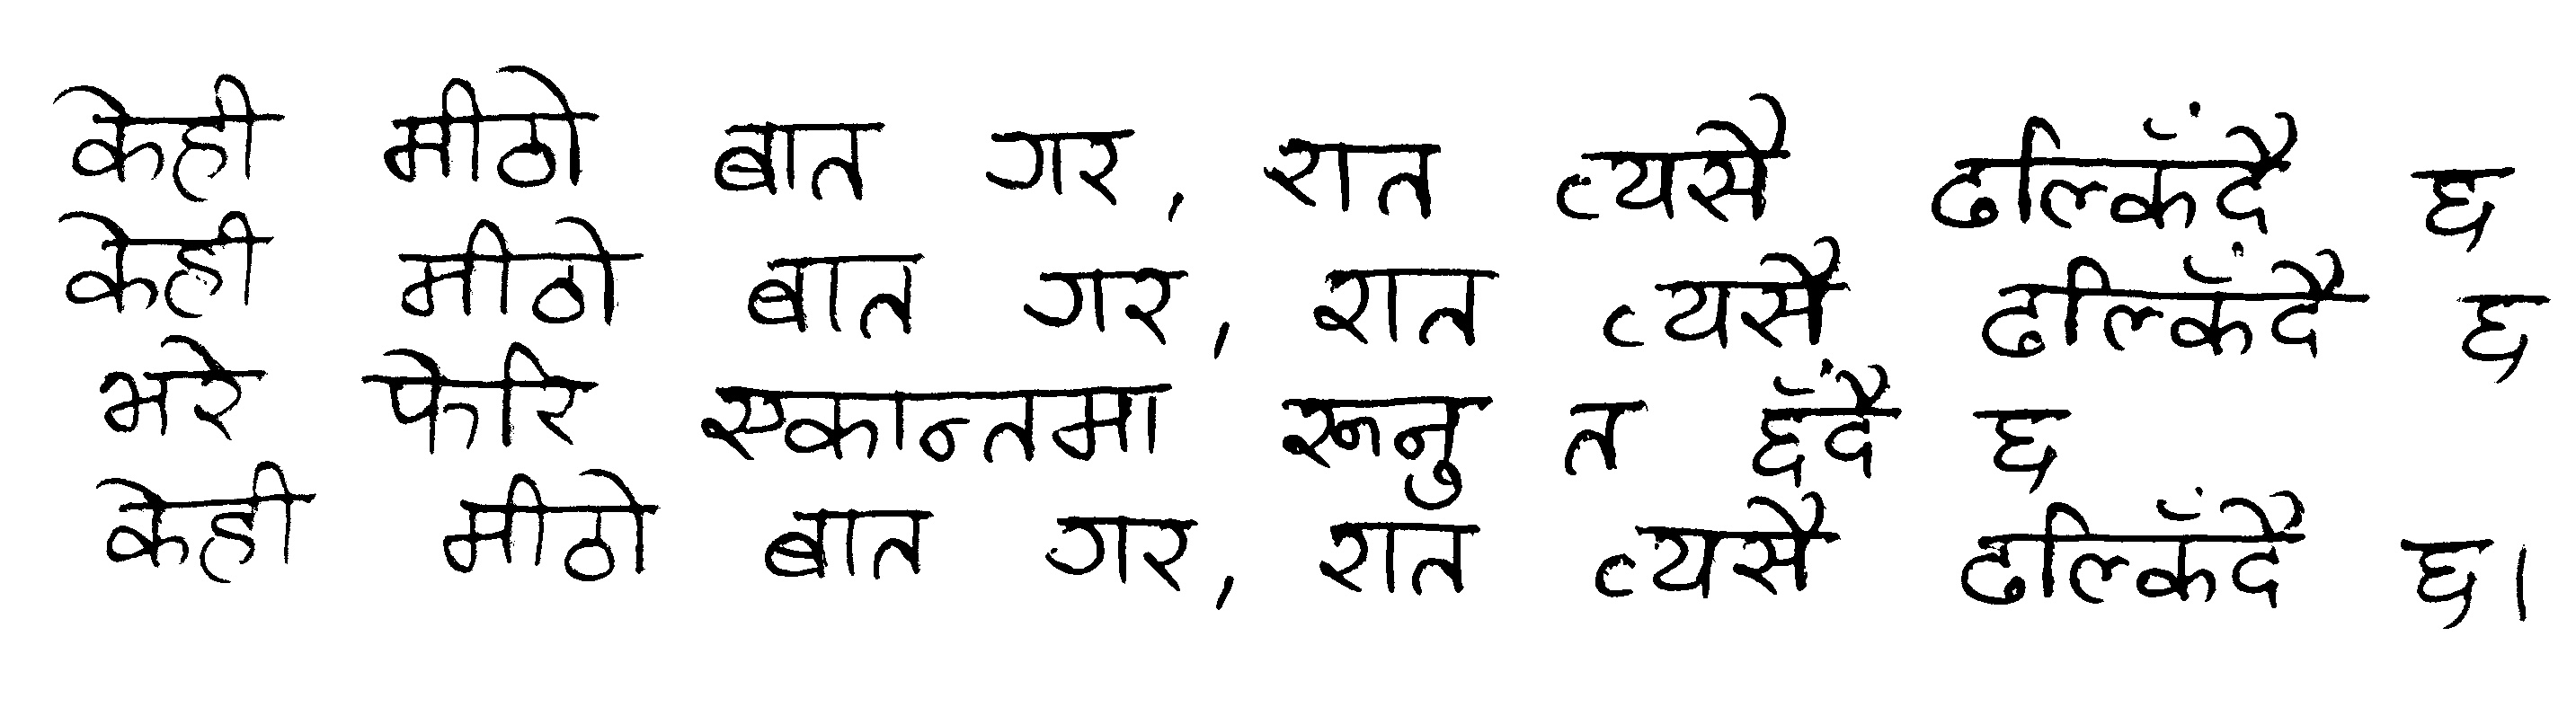 केही मीठो बात गर, रात त्यसै ढल्किँदै छ
केही मीठो बात गर, रात त्यसै ढल्किँदै छ
भरे फेरि एकान्तमा रूनु त छँदै छ
केही मीठो बात गर, रात त्यसै ढल्किँदै छ।